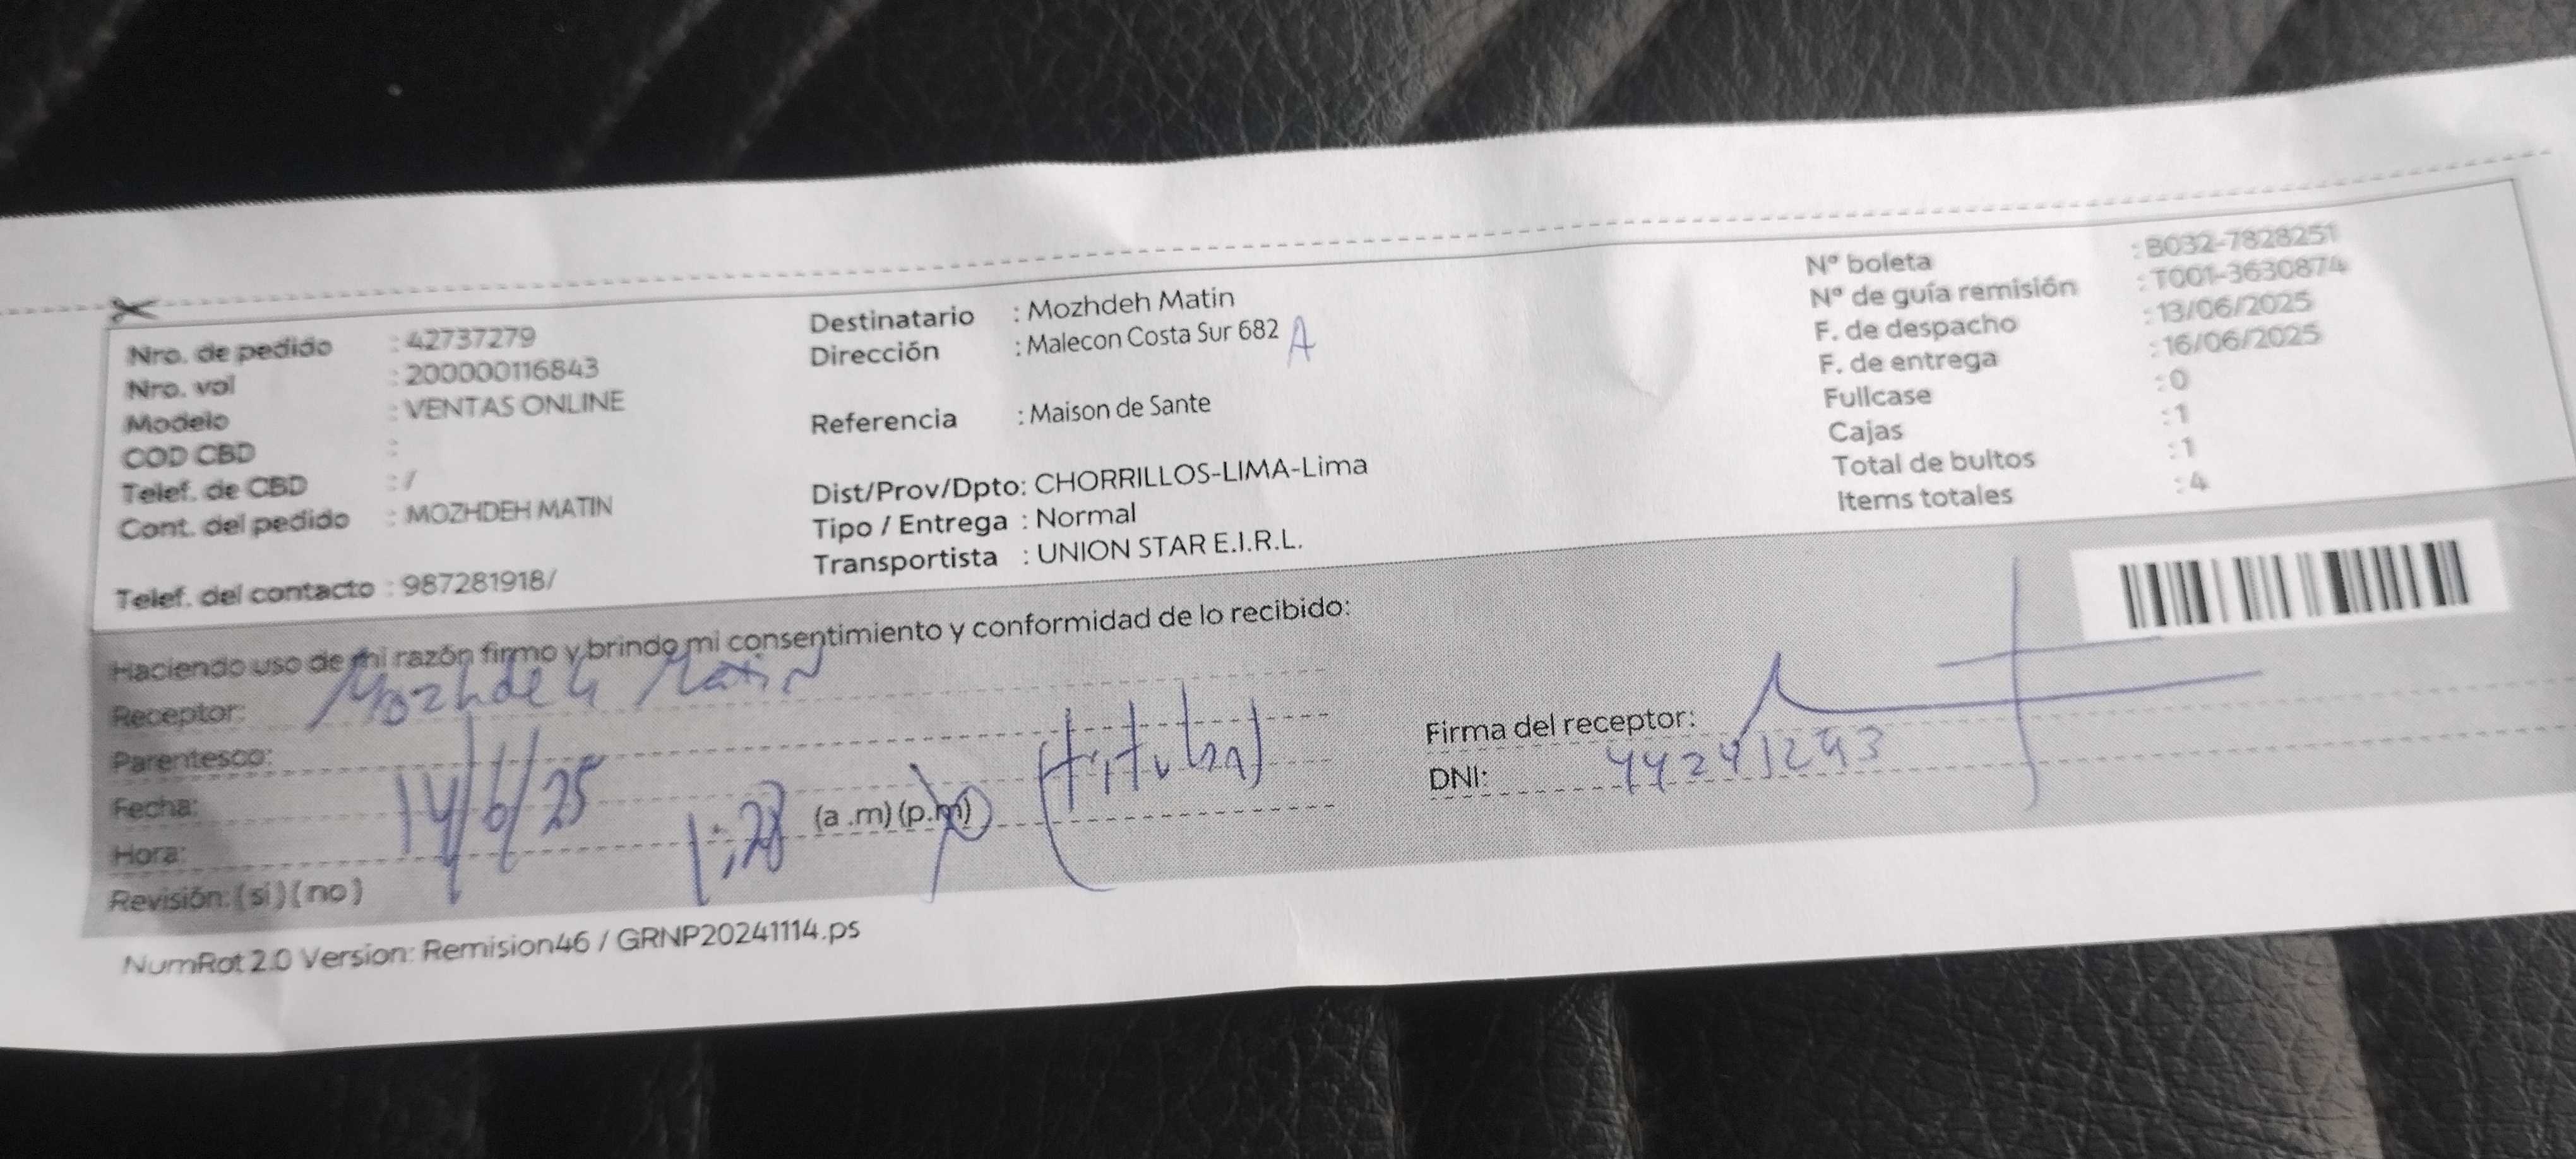 Nro. de pedido : 42737279
Nro. vol : 200000116843
Modelo : VENTAS ONLINE
COD CBD :
Telef. de CBD : /
Cont. del pedido : MOZHDEH MATIN
Telef. del contacto : 987281918/
Destinatario : Mozhdeh Matin
Dirección : Malecon Costa Sur 682 A
Referencia : Maison de Sante
Dist/Prov/Dpto: CHORRILLOS-LIMA-Lima
Tipo / Entrega : Normal
Transportista : UNION STAR E.I.R.L.
N° boleta : B032-7828251
N° de guía remisión : T001-3630874
F. de despacho : 13/06/2025
F. de entrega : 16/06/2025
Fullcase : 0
Cajas : 1
Total de bultos : 1
Items totales : 4
Haciendo uso de mi razón firmo y brindo mi consentimiento y conformidad de lo recibido:
Receptor: Mozhdeh Matin
Parentesco: (titular)
Fecha: 14/6/25
Hora: 1:28 (a .m) (p.m)
Revisión: ( si ) ( no )
Firma del receptor:
DNI: 44241293
NumRot 2.0 Version: Remision46 / GRNP20241114.ps